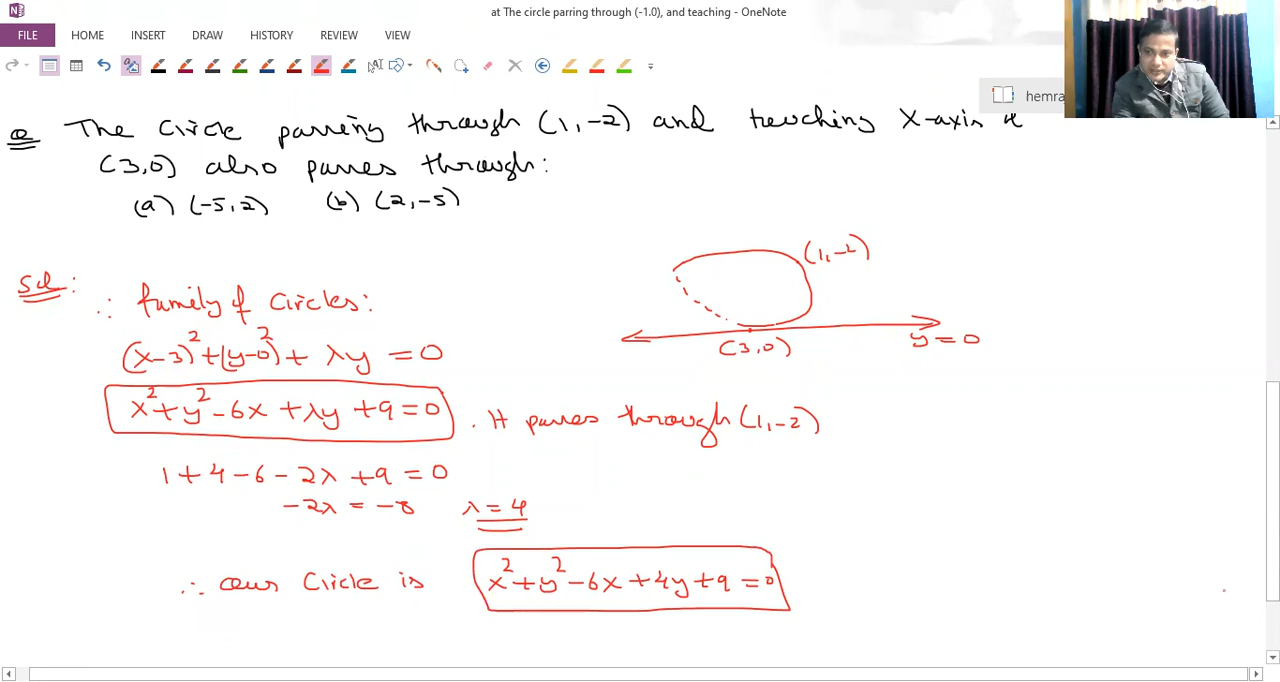 at The circle parring through (-1.0), and teaching - OneNote
FILE HOME INSERT DRAW HISTORY REVIEW VIEW
hemra
Q The Circle passing through (1,-2) and touching X-axis at
(3,0) also passes through:
(a) (-5,2) (b) (2,-5)
(1,-2)
Sol:
∴ family of Circles:
(x-3)²+(y-0)²+ λy = 0
(3,0) y=0
x²+y²-6x+λy+9=0 . It passes through (1,-2)
1+4-6-2λ+9=0
-2λ=-8 λ=4
∴ our Circle is x²+y²-6x+4y+9=0